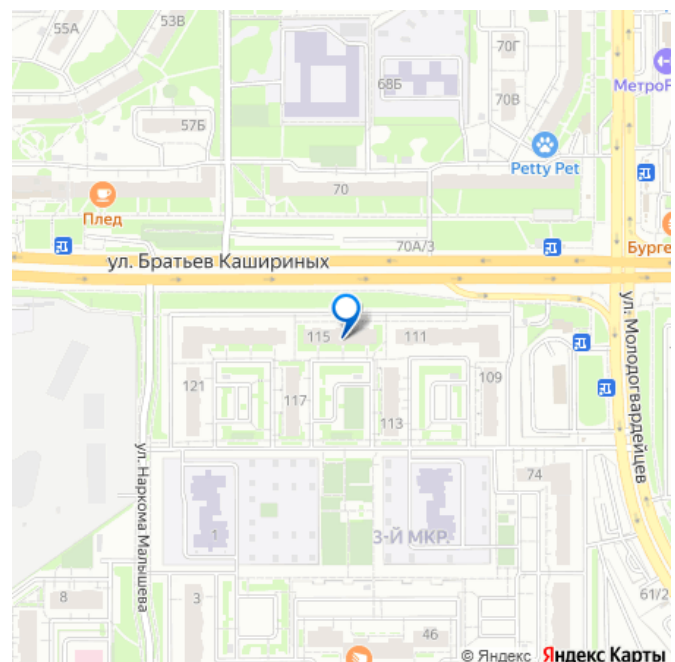 55А
53В
70Г
68Б
МетроF
70В
57Б
Petty Pet
70
Плед
70А/3
Бурге
ул. Братьев Кашириных
ул. Молодогвардейцев
115
111
121
109
117
113
ул. Наркома Малышева
74
3-Й МКР.
1
61/2
8
3
46
© Яндекс Яндекс Карты